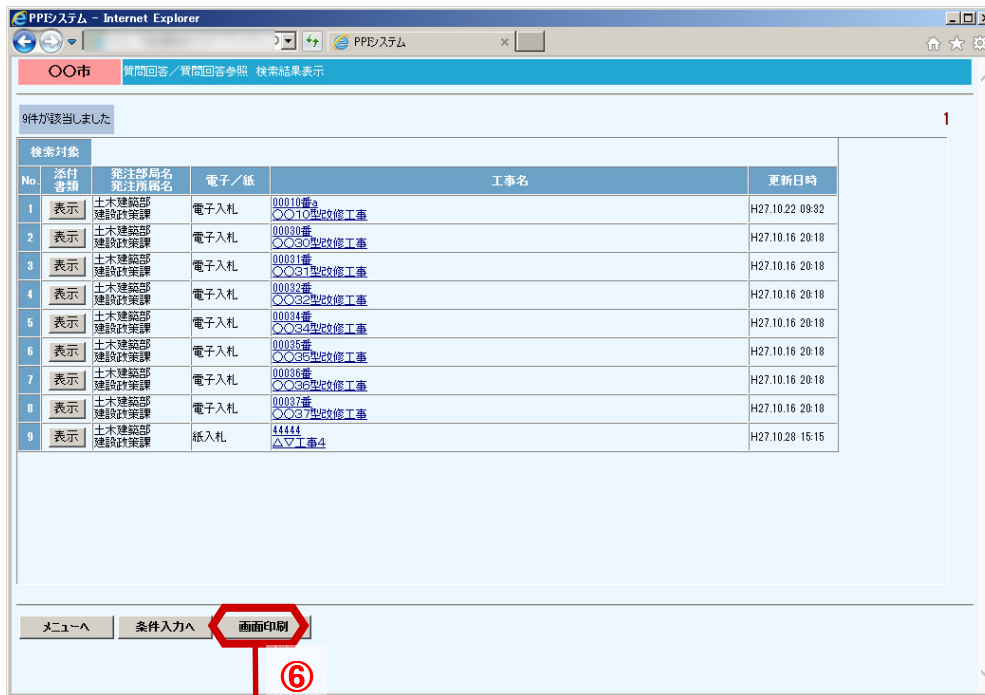 PPIシステム - Internet Explorer
PPIシステム
〇〇市 質問回答／質問回答参照 検索結果表示
9件が該当しました
1
検索対象
No. 添付書類 発注部局名 発注所属名 電子／紙 工事名 更新日時
1 表示 土木建築部 建設政策課 電子入札 00010番a 〇〇10型改修工事 H27.10.22 09:32
2 表示 土木建築部 建設政策課 電子入札 00030番 〇〇30型改修工事 H27.10.16 20:18
3 表示 土木建築部 建設政策課 電子入札 00031番 〇〇31型改修工事 H27.10.16 20:18
4 表示 土木建築部 建設政策課 電子入札 00032番 〇〇32型改修工事 H27.10.16 20:18
5 表示 土木建築部 建設政策課 電子入札 00034番 〇〇34型改修工事 H27.10.16 20:18
6 表示 土木建築部 建設政策課 電子入札 00035番 〇〇35型改修工事 H27.10.16 20:18
7 表示 土木建築部 建設政策課 電子入札 00036番 〇〇36型改修工事 H27.10.16 20:18
8 表示 土木建築部 建設政策課 電子入札 00037番 〇〇37型改修工事 H27.10.16 20:18
9 表示 土木建築部 建設政策課 紙入札 44444 △▽工事4 H27.10.28 15:15
メニューへ 条件入力へ 画面印刷
⑥